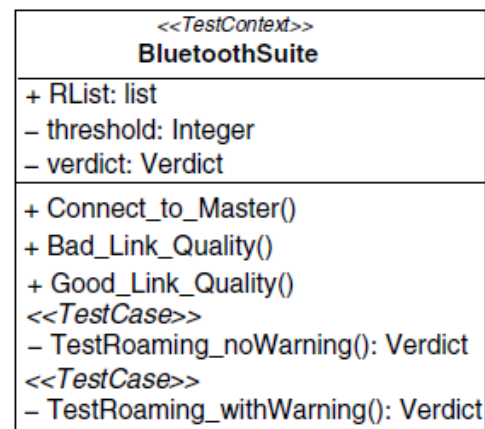 <<TestContext>>
BluetoothSuite
+ RList: list
– threshold: Integer
– verdict: Verdict
+ Connect_to_Master()
+ Bad_Link_Quality()
+ Good_Link_Quality()
<<TestCase>>
– TestRoaming_noWarning(): Verdict
<<TestCase>>
– TestRoaming_withWarning(): Verdict